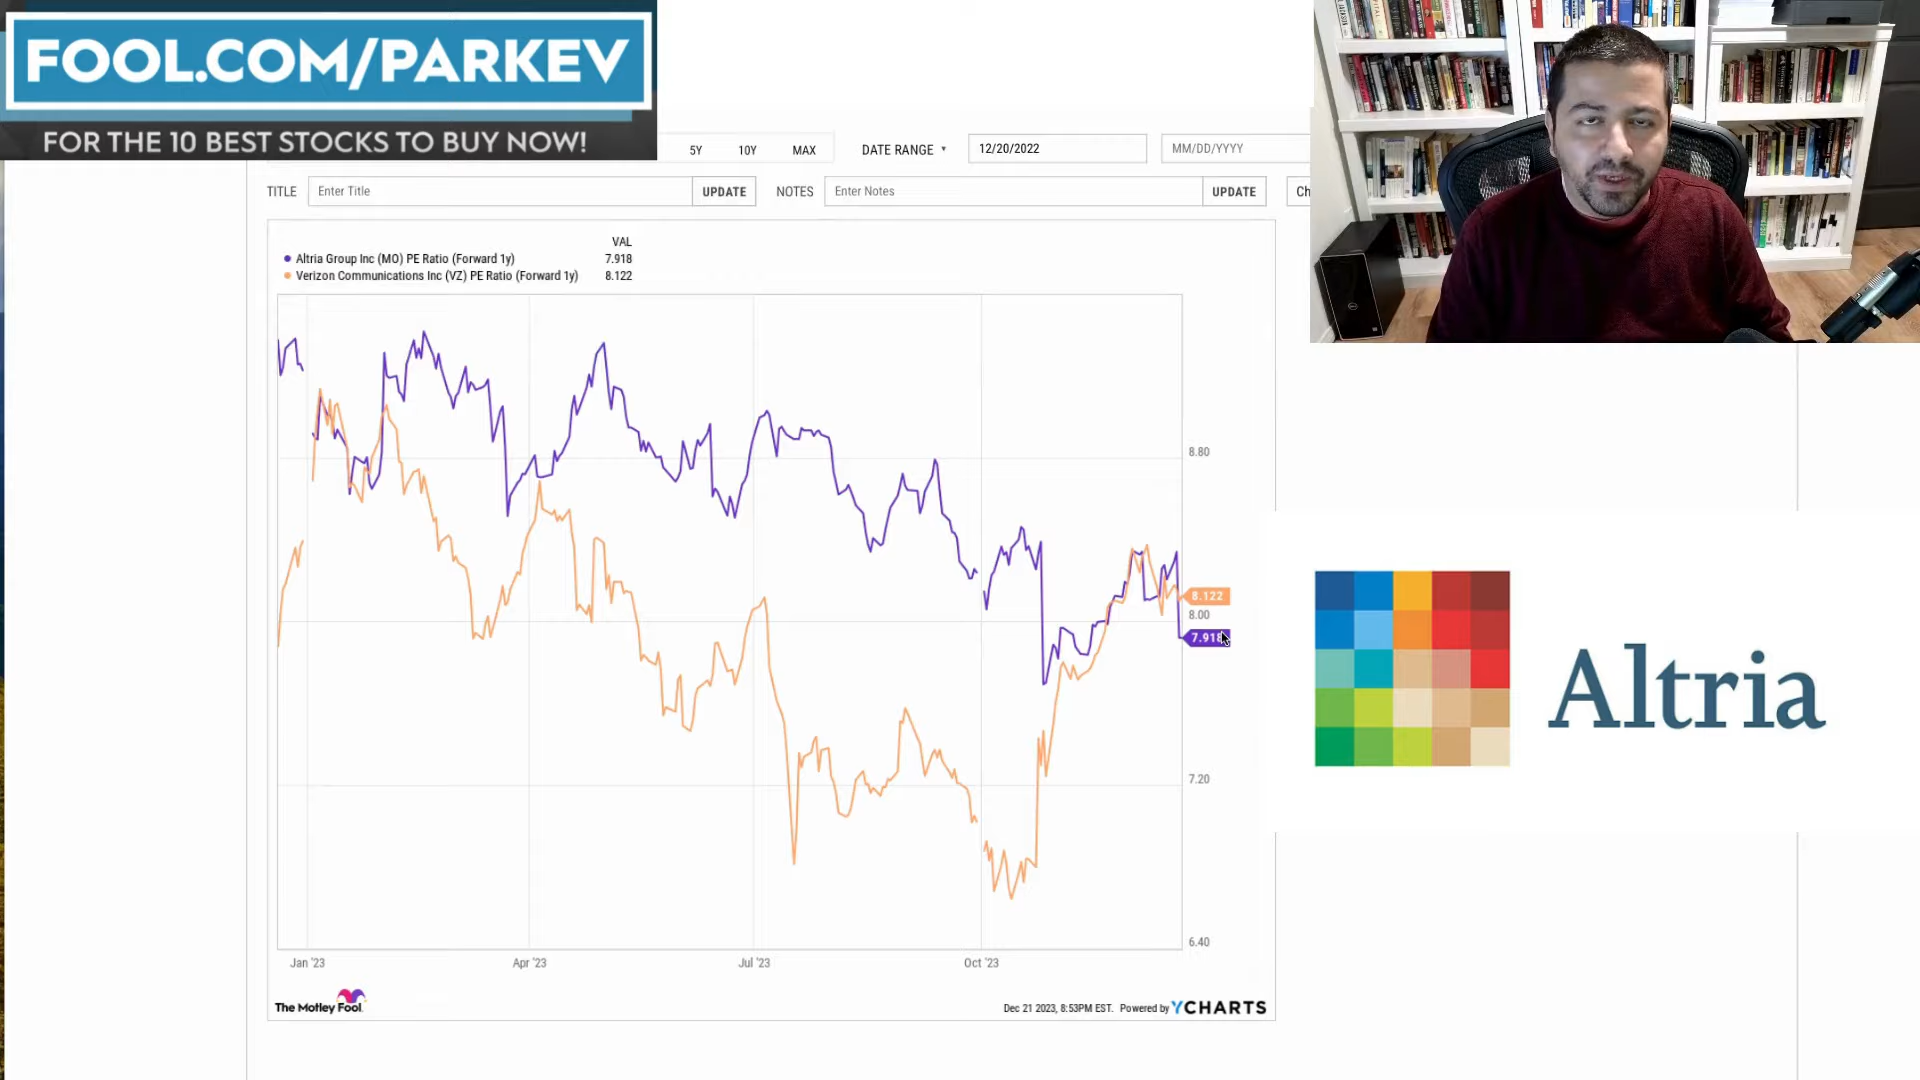 FOOL.COM/PARKEV
FOR THE 10 BEST STOCKS TO BUY NOW!
5Y 10Y MAX DATE RANGE 12/20/2022 MM/DD/YYYY
TITLE Enter Title UPDATE NOTES Enter Notes UPDATE Ch
VAL
Altria Group Inc (MO) PE Ratio (Forward 1y) 7.918
Verizon Communications Inc (VZ) PE Ratio (Forward 1y) 8.122
8.80
8.122
8.00
7.918
7.20
6.40
Jan '23 Apr '23 Jul '23 Oct '23
The Motley Fool
Dec 21 2023, 8:53PM EST. Powered by YCHARTS
Altria